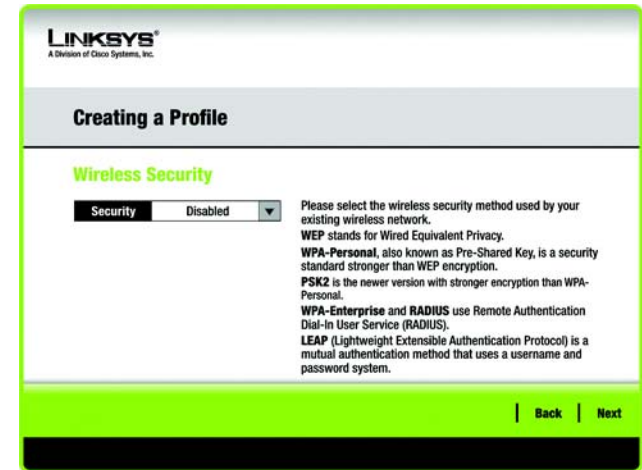 LINKSYS®
A Division of Cisco Systems, Inc.
Creating a Profile
Wireless Security
Security Disabled
Please select the wireless security method used by your
existing wireless network.
WEP stands for Wired Equivalent Privacy.
WPA-Personal, also known as Pre-Shared Key, is a security
standard stronger than WEP encryption.
PSK2 is the newer version with stronger encryption than WPA-
Personal.
WPA-Enterprise and RADIUS use Remote Authentication
Dial-In User Service (RADIUS).
LEAP (Lightweight Extensible Authentication Protocol) is a
mutual authentication method that uses a username and
password system.
Back Next